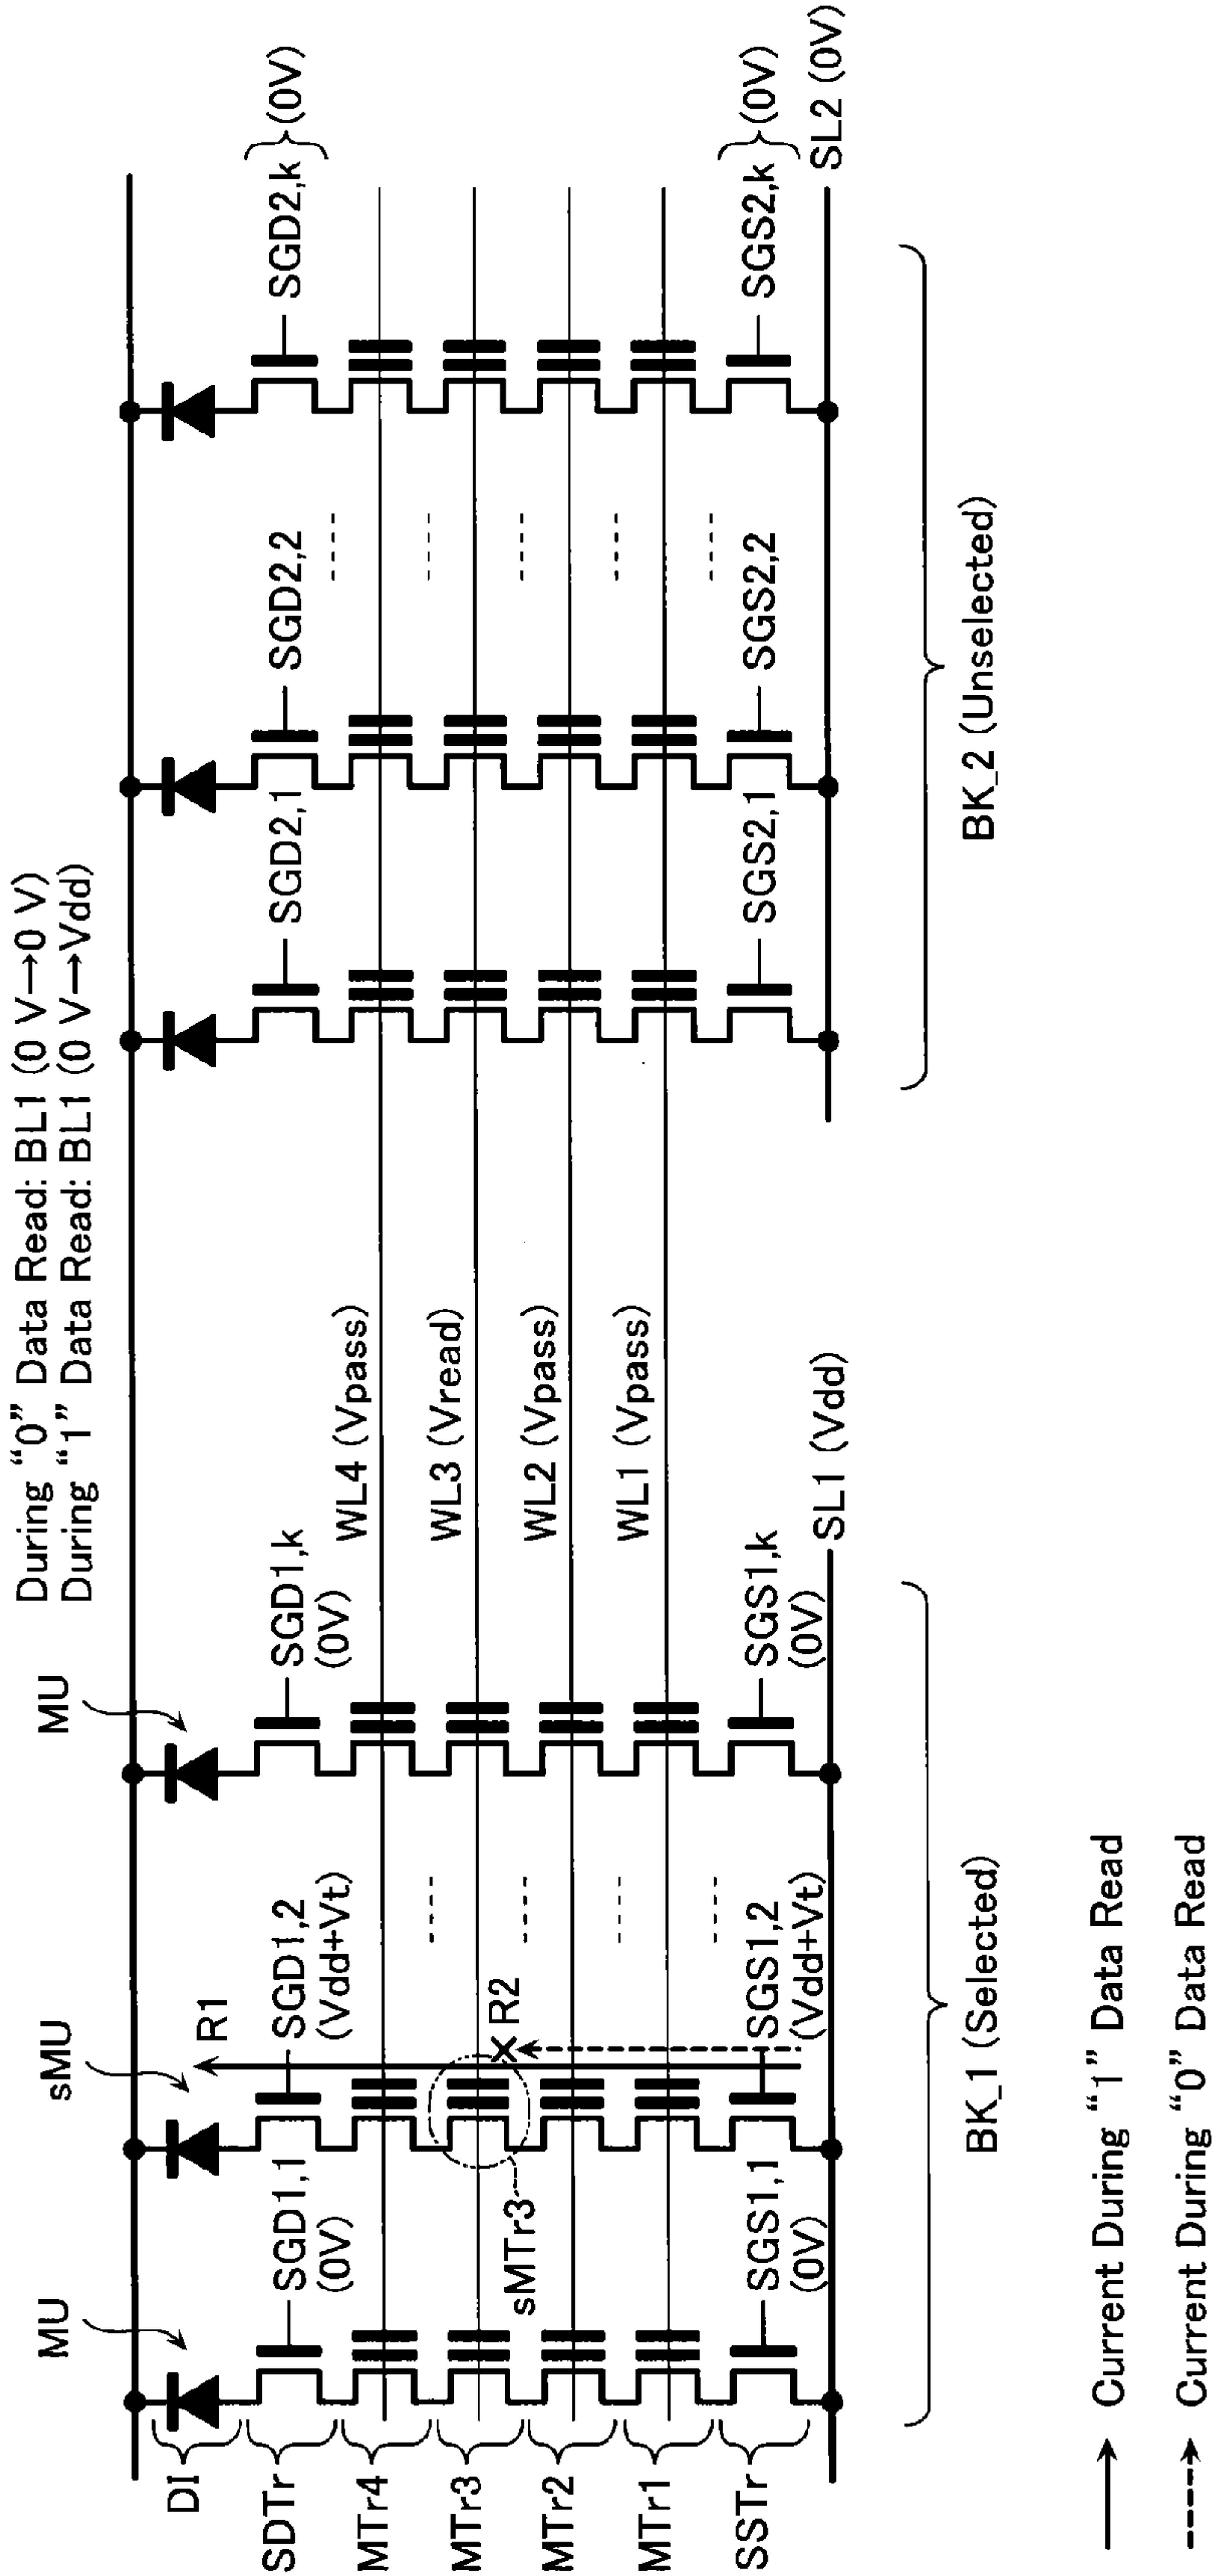 During “0” Data Read: BL1 (0 V→0 V)
During “1” Data Read: BL1 (0 V→Vdd)
MU
sMU
MU
DI
SDTr
MTr4
MTr3
MTr2
MTr1
SSTr
SGD1,1
(0V)
R1
SGD1,2
(Vdd+Vt)
SGD1,k
(0V)
SGD2,1
SGD2,2
SGD2,k
(0V)
WL4 (Vpass)
WL3 (Vread)
WL2 (Vpass)
WL1 (Vpass)
R2
sMTr3
SGS1,1
(0V)
SGS1,2
(Vdd+Vt)
SGS1,k
(0V)
SGS2,1
SGS2,2
SGS2,k
(0V)
SL1 (Vdd)
SL2 (0V)
BK_1 (Selected)
BK_2 (Unselected)
Current During “1” Data Read
Current During “0” Data Read